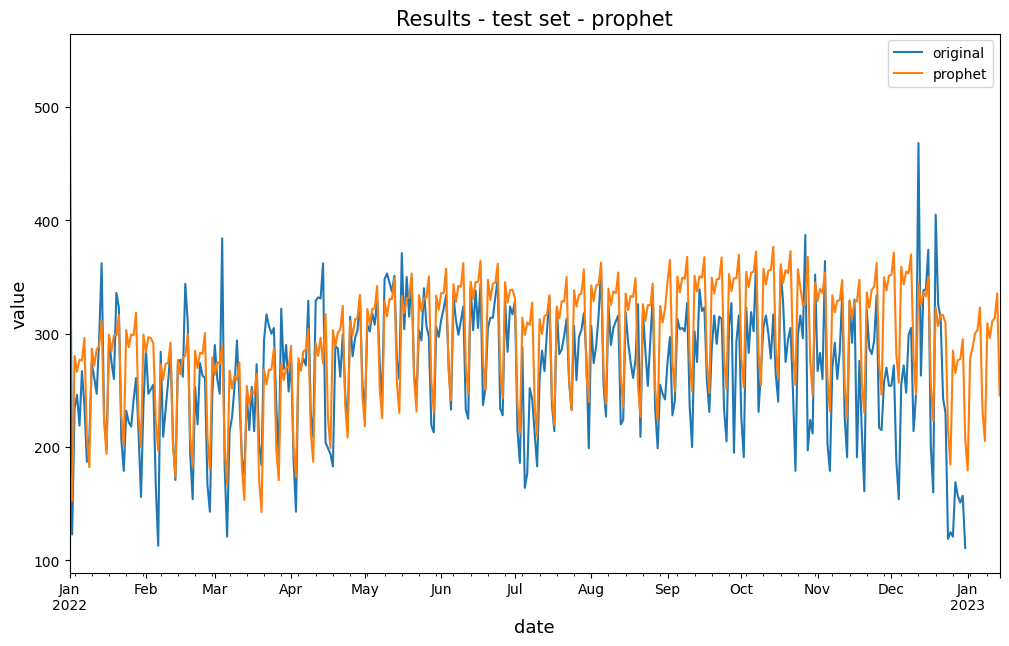 Results - test set - prophet
original
prophet
value
500
400
300
200
100
Jan Feb Mar Apr May Jun Jul Aug Sep Oct Nov Dec Jan
2022 2023
date